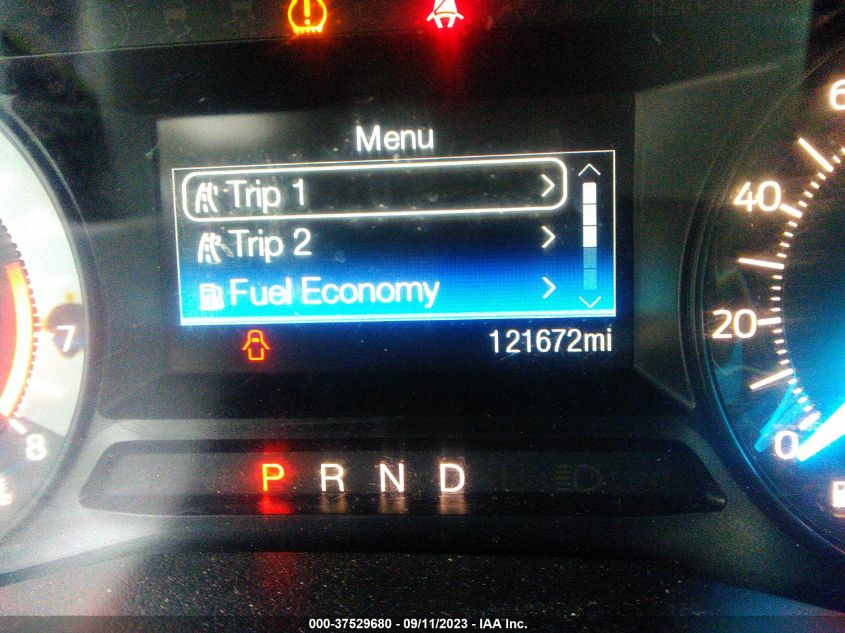 Menu
Trip 1
Trip 2
Fuel Economy
121672mi
6
40
20
0
7
8
P R N D
000-37529680 - 09/11/2023 - IAA Inc.